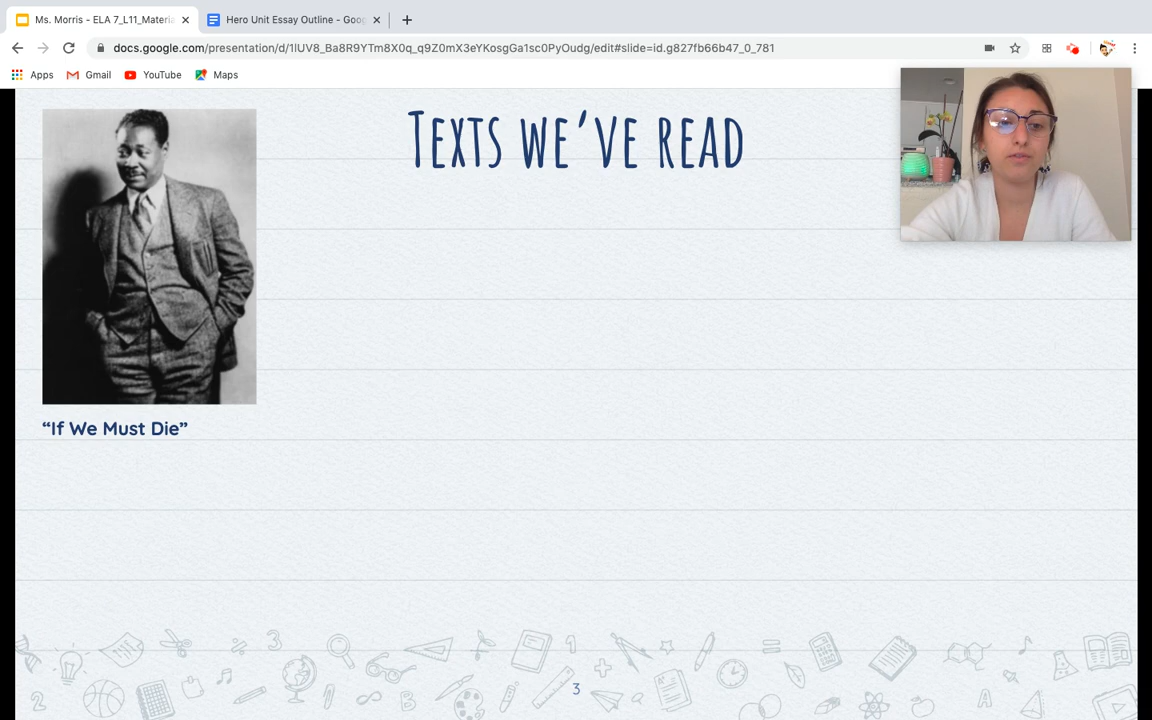 Ms. Morris - ELA 7_L11_Materia
Hero Unit Essay Outline - Goog
docs.google.com/presentation/d/1lUV8_Ba8R9YTm8X0q_q9Z0mX3eYKosgGa1sc0PyOudg/edit#slide=id.g827fb66b47_0_781
Apps Gmail YouTube Maps
Texts we've read
“If We Must Die”
3